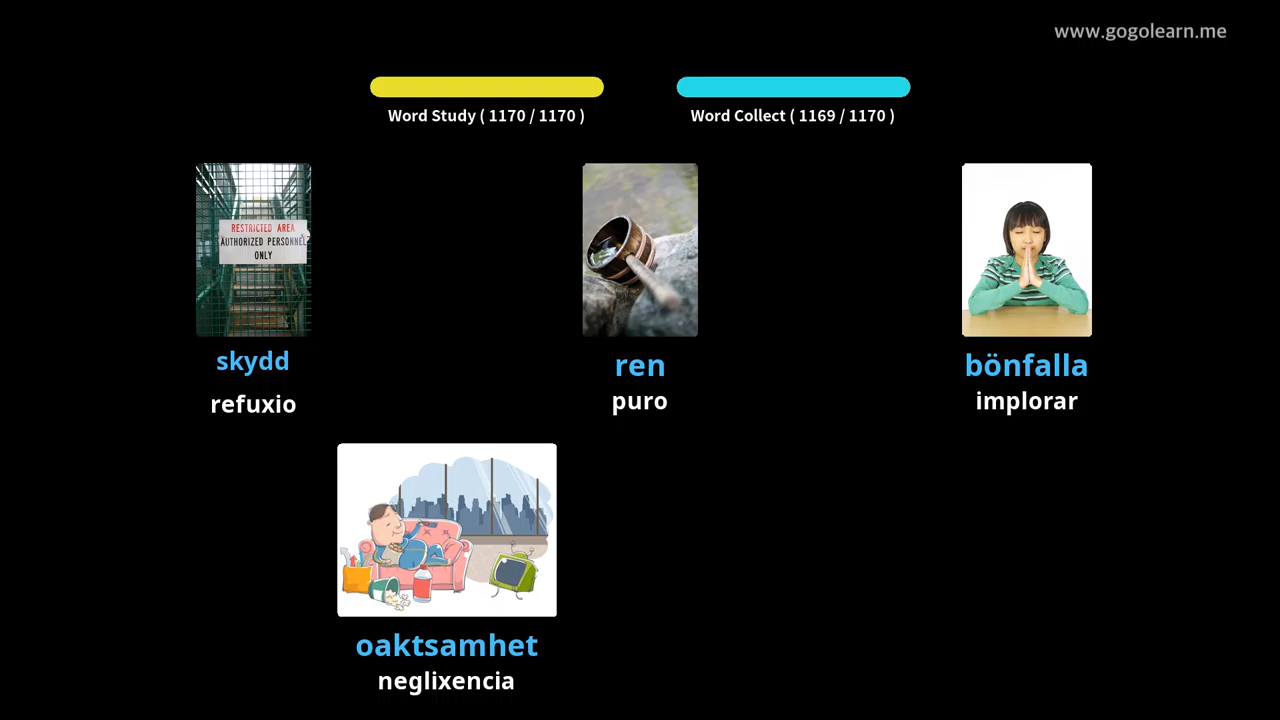 www.gogolearn.me
Word Study ( 1170 / 1170 )
Word Collect ( 1169 / 1170 )
RESTRICTED AREA
AUTHORIZED PERSONNEL
ONLY
skydd
refuxio
ren
puro
bönfalla
implorar
oaktsamhet
neglixencia